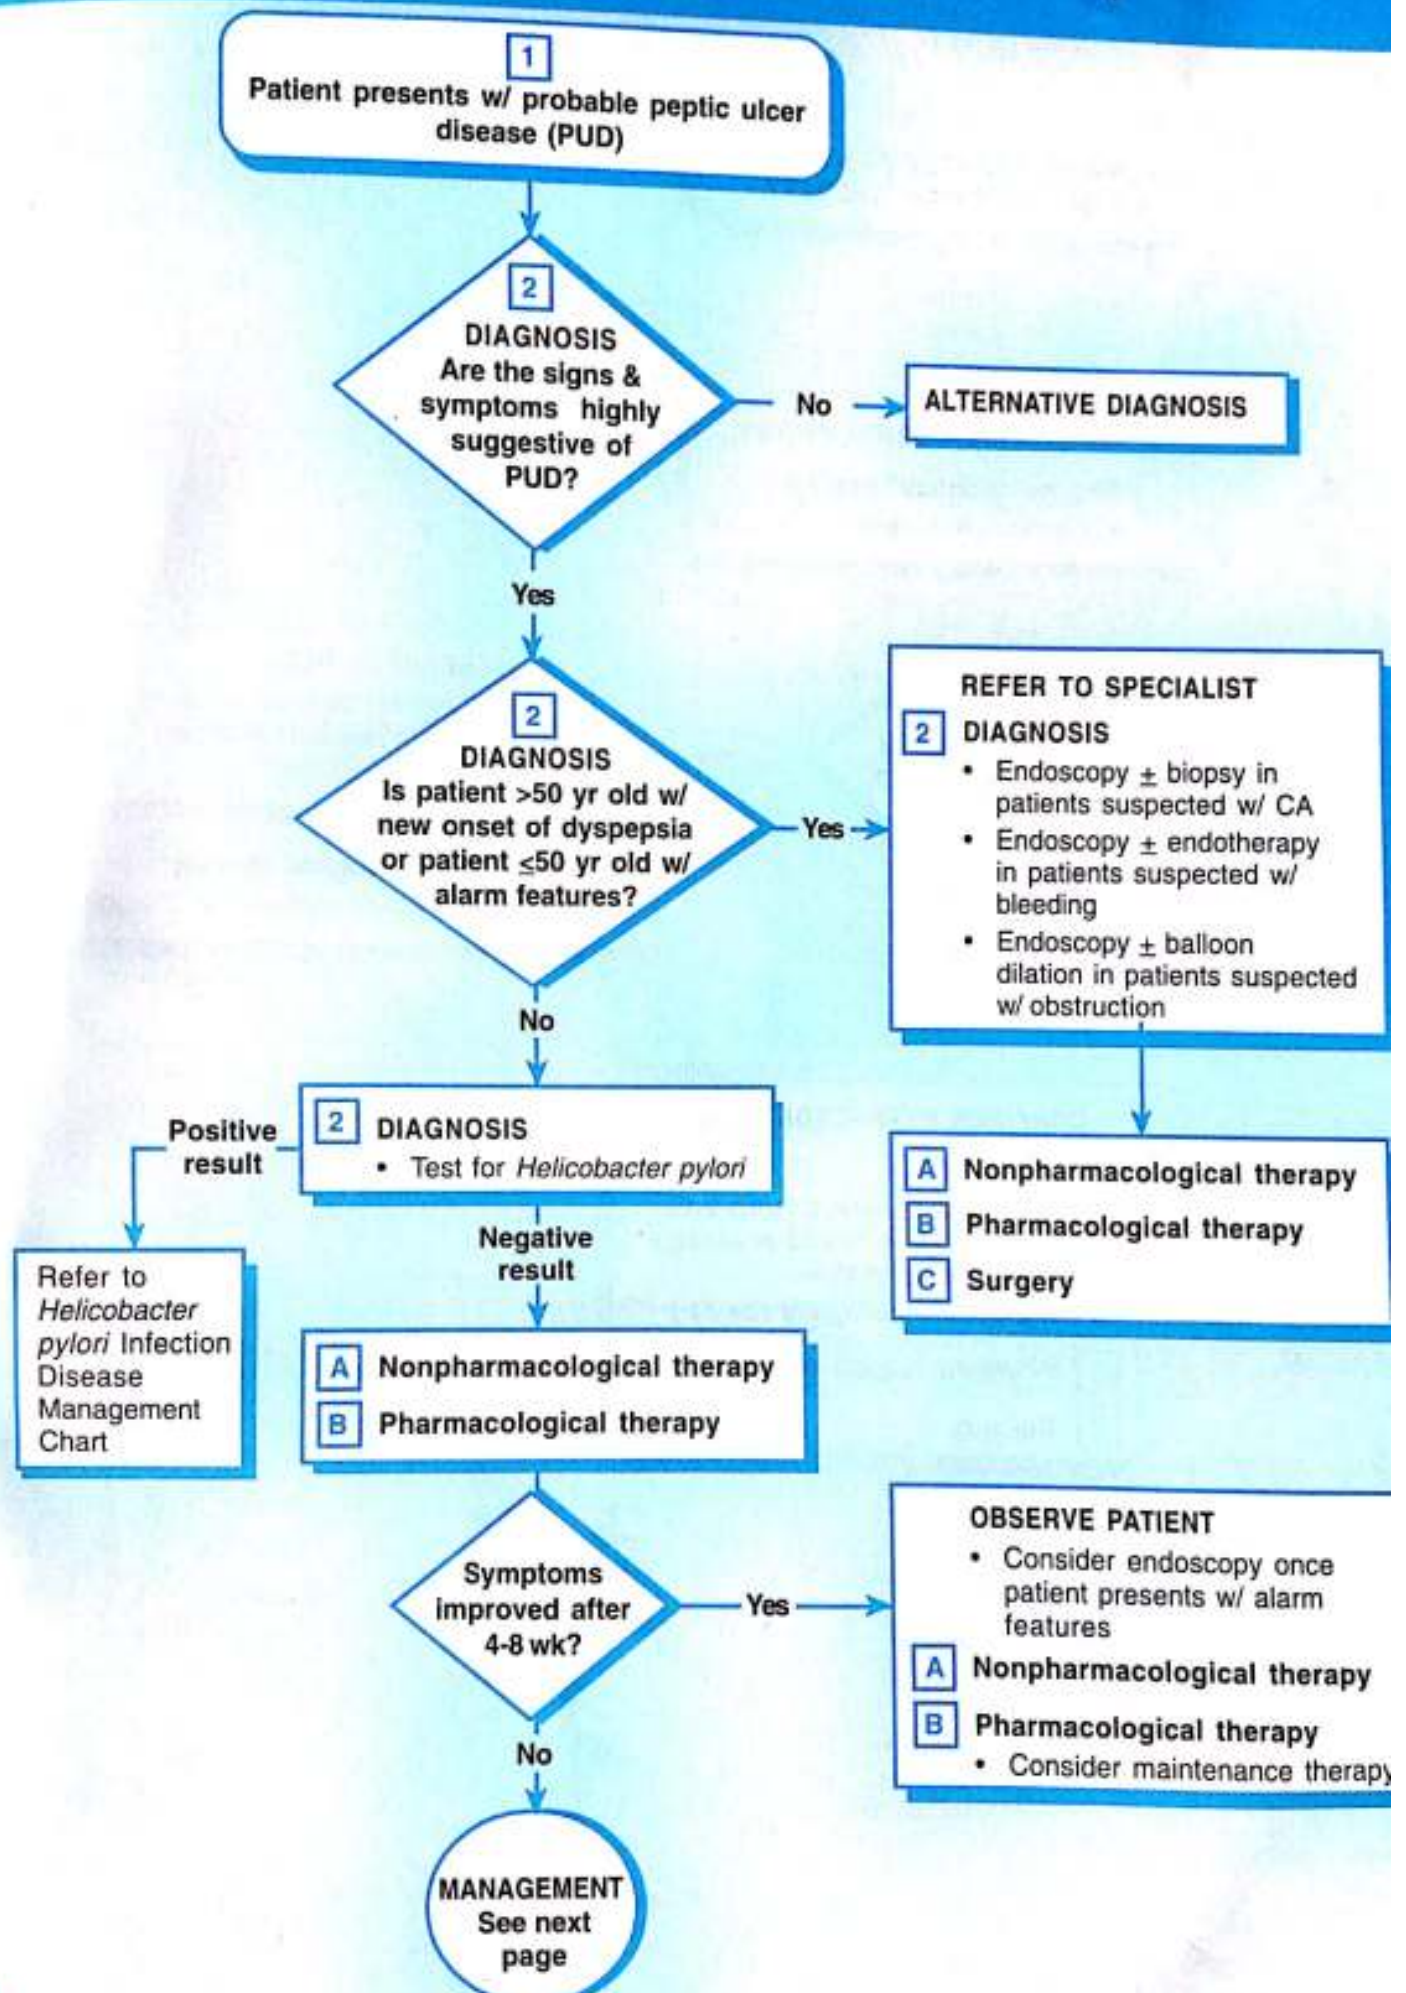 1
Patient presents w/ probable peptic ulcer
disease (PUD)
2
DIAGNOSIS
Are the signs &
symptoms highly
suggestive of
PUD?
No
ALTERNATIVE DIAGNOSIS
Yes
2
DIAGNOSIS
Is patient >50 yr old w/
new onset of dyspepsia
or patient ≤50 yr old w/
alarm features?
Yes
REFER TO SPECIALIST
2 DIAGNOSIS
• Endoscopy ± biopsy in
patients suspected w/ CA
• Endoscopy ± endotherapy
in patients suspected w/
bleeding
• Endoscopy ± balloon
dilation in patients suspected
w/ obstruction
A Nonpharmacological therapy
B Pharmacological therapy
C Surgery
No
2 DIAGNOSIS
• Test for Helicobacter pylori
Positive
result
Refer to
Helicobacter
pylori Infection
Disease
Management
Chart
Negative
result
A Nonpharmacological therapy
B Pharmacological therapy
Symptoms
improved after
4-8 wk?
Yes
OBSERVE PATIENT
• Consider endoscopy once
patient presents w/ alarm
features
A Nonpharmacological therapy
B Pharmacological therapy
• Consider maintenance therapy
No
MANAGEMENT
See next
page